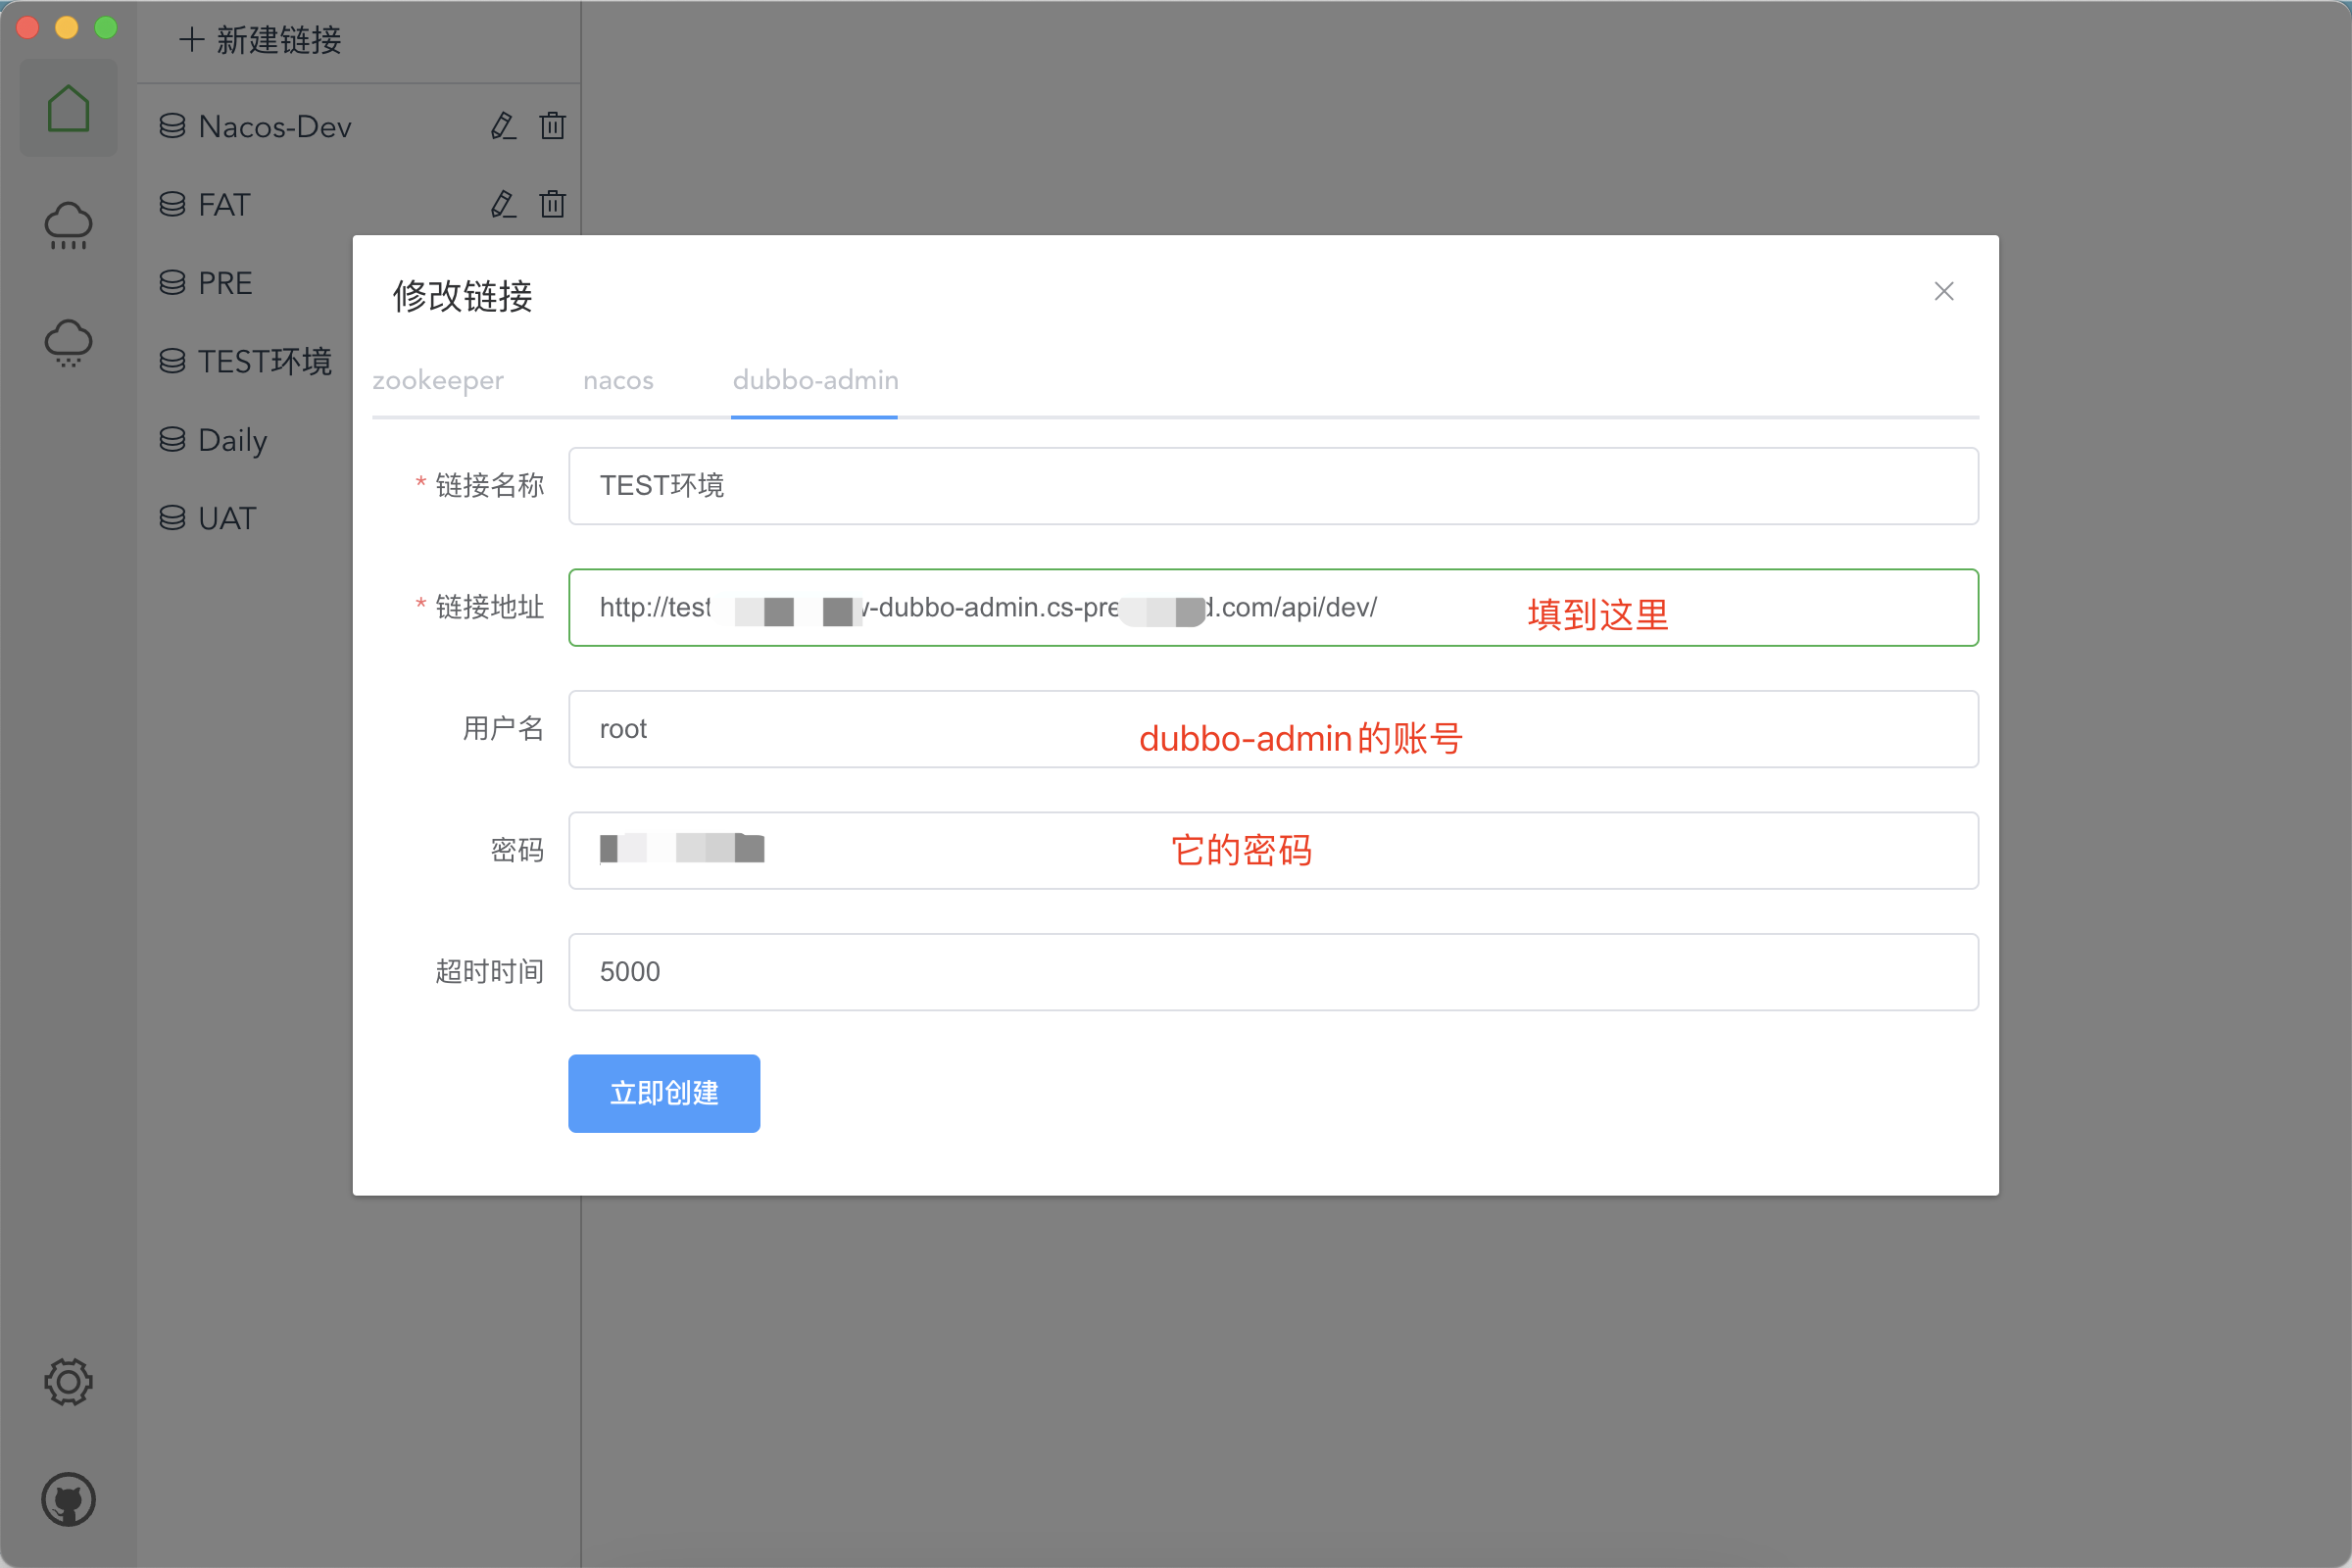 新建链接
Nacos-Dev
FAT
PRE
TEST环境
Daily
UAT
修改链接
zookeeper nacos dubbo-admin
* 链接名称 TEST环境
* 链接地址 http://test -dubbo-admin.cs-pre .com/api/dev/ 填到这里
用户名 root dubbo-admin的账号
密码 它的密码
超时时间 5000
立即创建